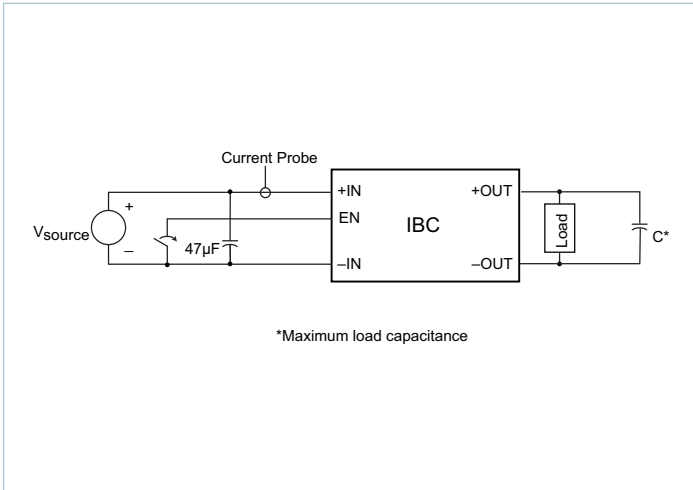 Current Probe
+IN
+OUT
+
EN
IBC
Load
Vsource
47µF
C*
–
–IN
–OUT
*Maximum load capacitance